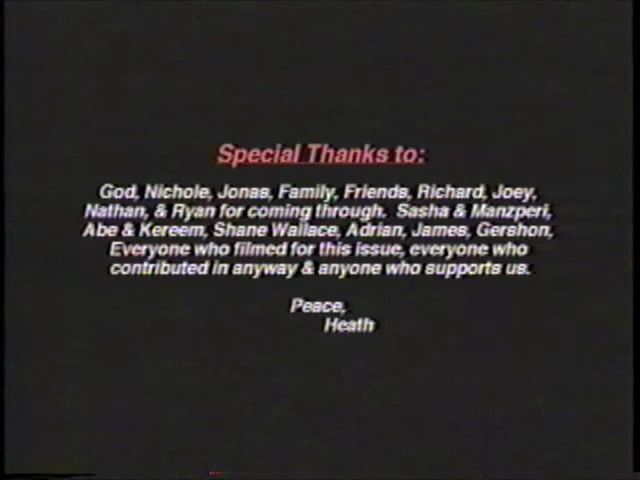 Special Thanks to:
God, Nichole, Jonas, Family, Friends, Richard, Joey,
Nathan, & Ryan for coming through. Sasha & Manzperi,
Abe & Kereem, Shane Wallace, Adrian, James, Gershon,
Everyone who filmed for this issue, everyone who
contributed in anyway & anyone who supports us.
Peace,
Heath